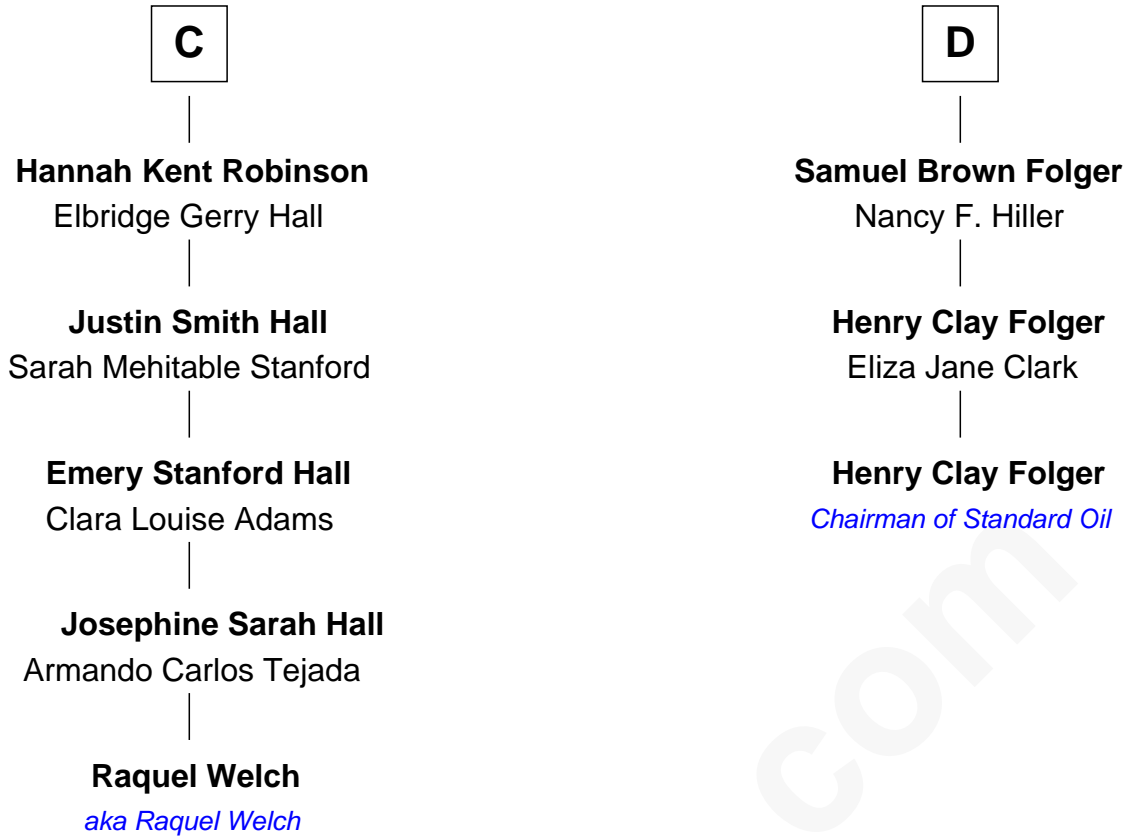 C
Hannah Kent Robinson
Elbridge Gerry Hall
Justin Smith Hall
Sarah Mehitable Stanford
Emery Stanford Hall
Clara Louise Adams
Josephine Sarah Hall
Armando Carlos Tejada
Raquel Welch
aka Raquel Welch
D
Samuel Brown Folger
Nancy F. Hiller
Henry Clay Folger
Eliza Jane Clark
Henry Clay Folger
Chairman of Standard Oil
com